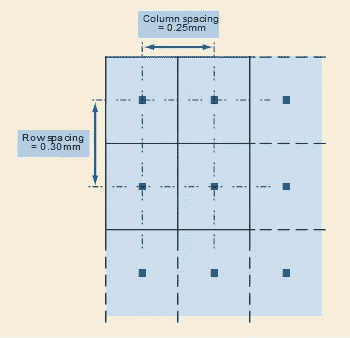 Column spacing
= 0.25mm
Row spacing
= 0.30mm